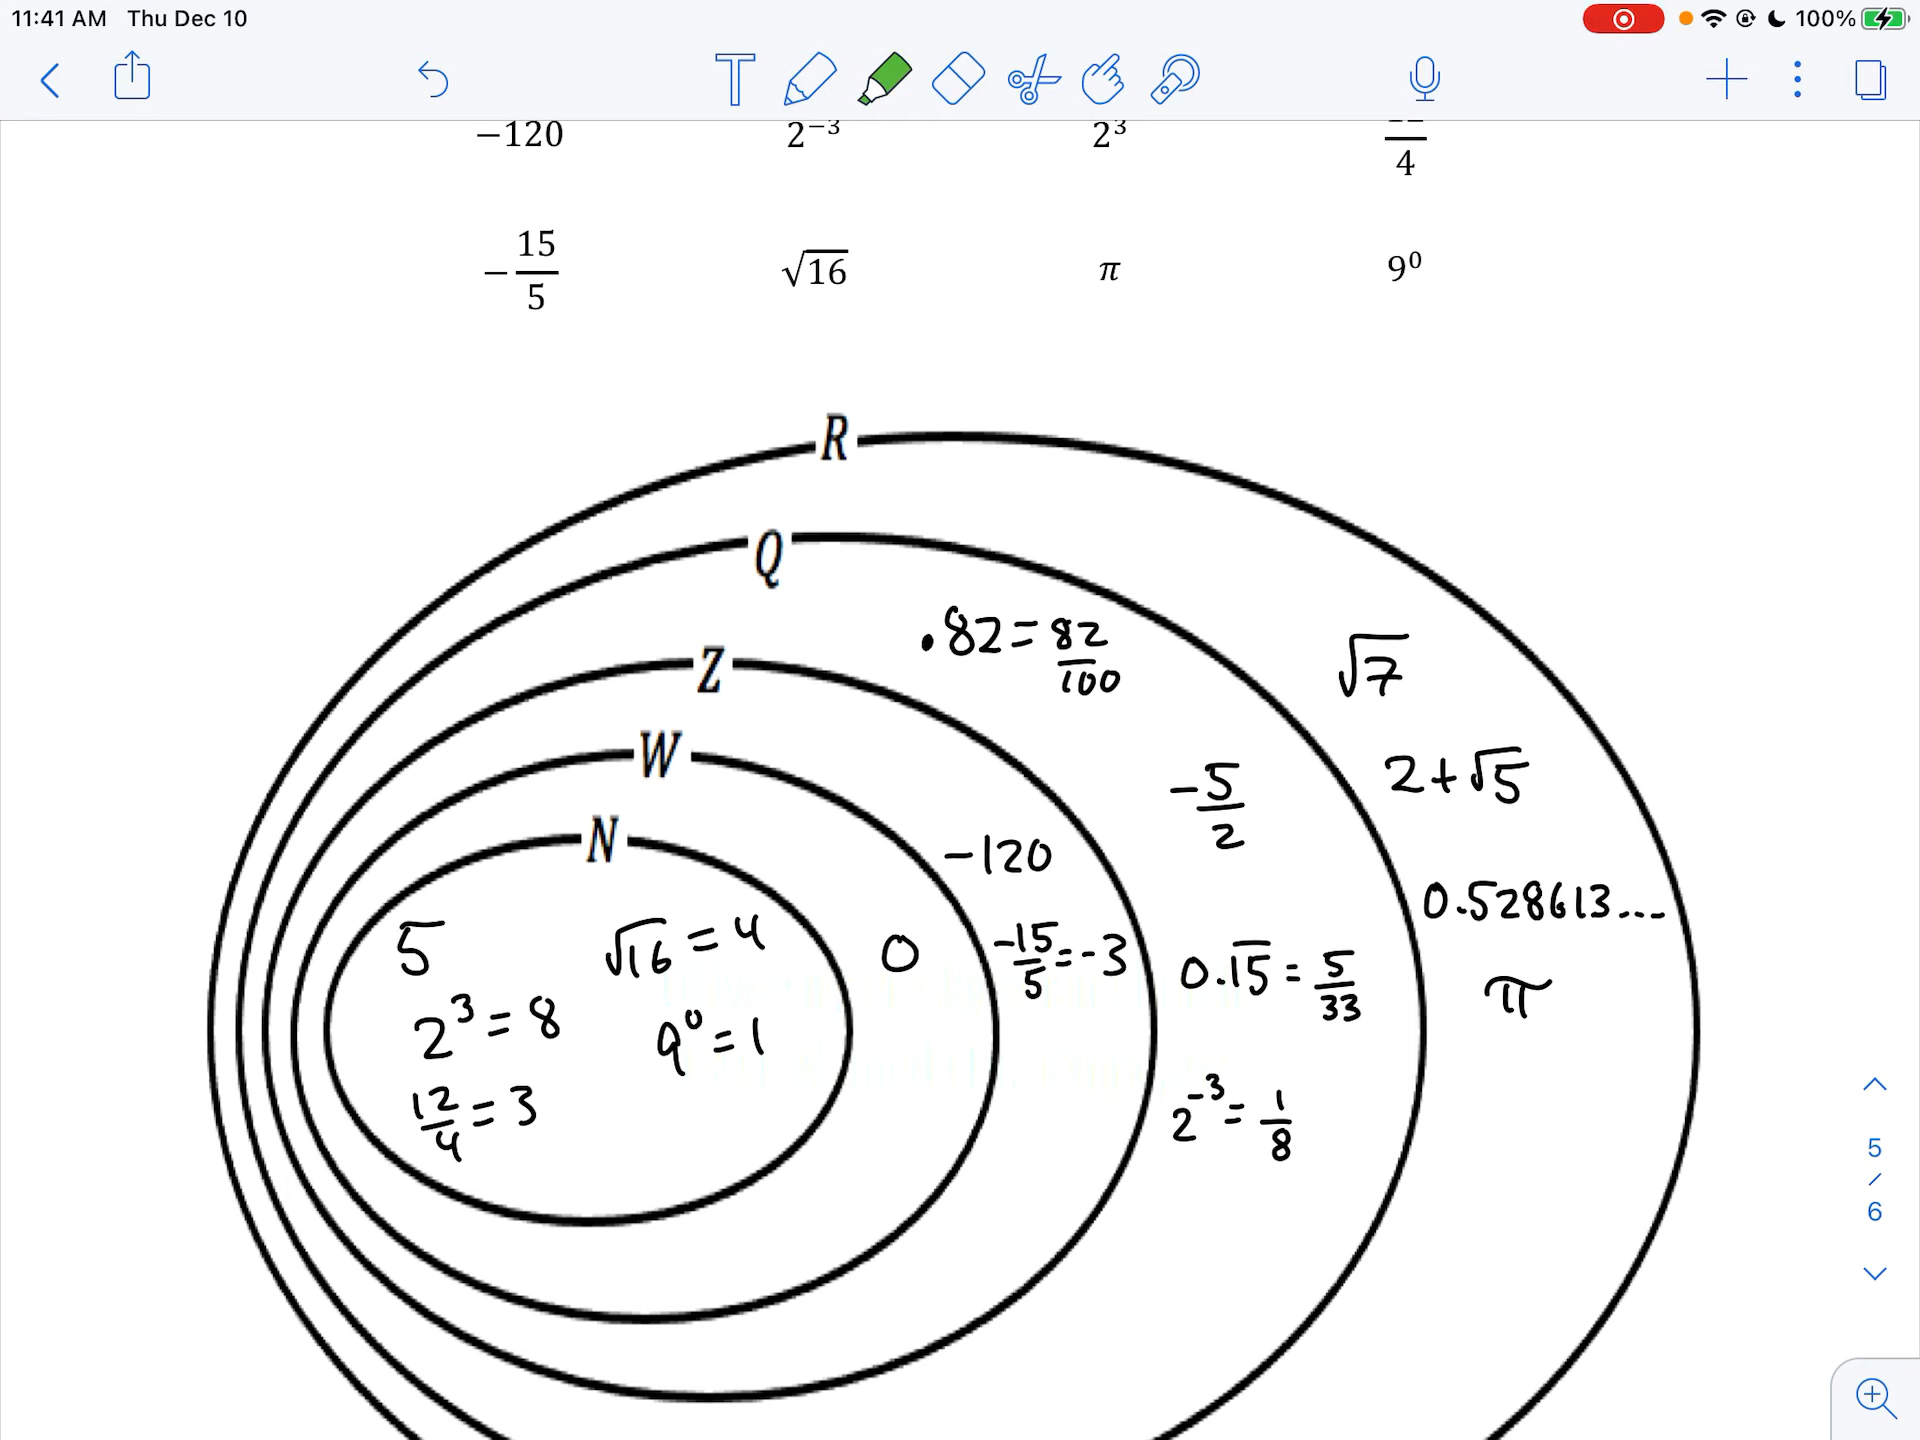 11:41 AM Thu Dec 10 100%
T
−120 2⁻³ 2³ —/4
−15/5 √16 π 9⁰
R
Q
.82 = 82/100
Z
√7
W
2+√5
-5/2
N
-120
0.528613...
5 √16 = 4 0 -15/5 = -3 0.1̅5̅ = 5/33
π
2³ = 8 9⁰ = 1
12/4 = 3 2⁻³ = 1/8
5
/
6